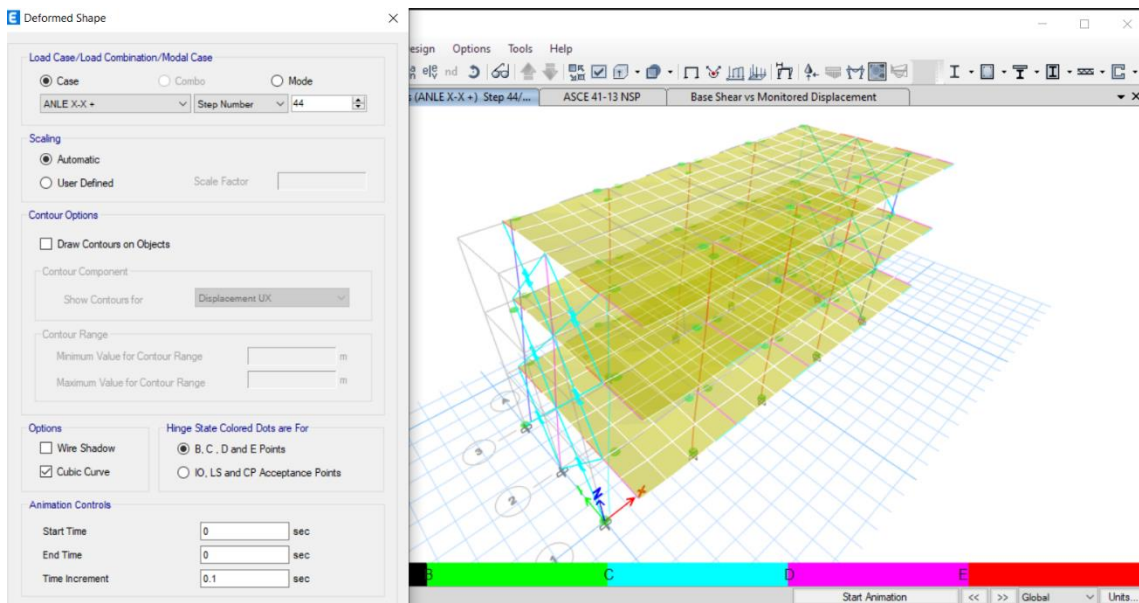 E Deformed Shape
Load Case/Load Combination/Modal Case
Case Combo Mode
ANLE X-X + Step Number 44
Scaling
Automatic
User Defined Scale Factor
Contour Options
Draw Contours on Objects
Contour Component
Show Contours for Displacement UX
Contour Range
Minimum Value for Contour Range m
Maximum Value for Contour Range m
Options
Wire Shadow
Cubic Curve
Hinge State Colored Dots are For
B, C , D and E Points
IO, LS and CP Acceptance Points
Animation Controls
Start Time 0 sec
End Time 0 sec
Time Increment 0.1 sec
esign Options Tools Help
nd
(ANLE X-X +) Step 44/... ASCE 41-13 NSP Base Shear vs Monitored Displacement
4
3
2
1
X
B C D E
Start Animation << >> Global Units...